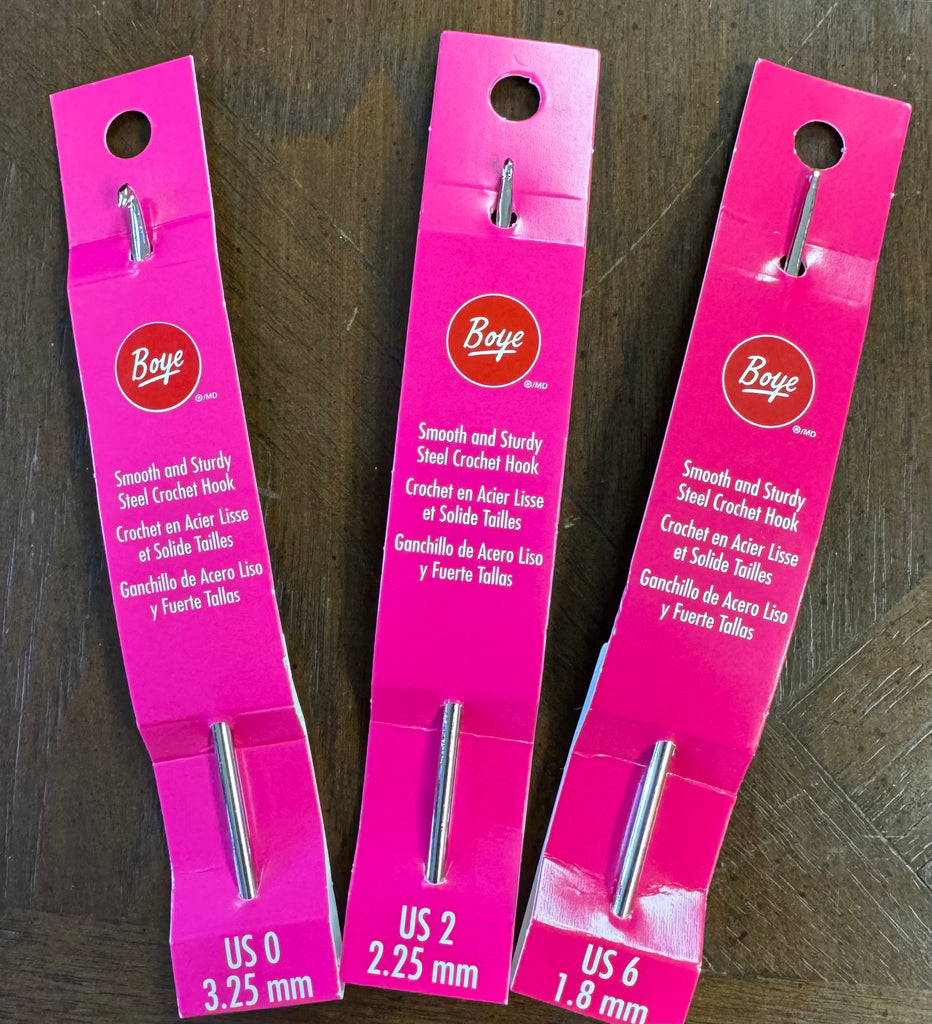 Boye
®/MD
Smooth and Sturdy
Steel Crochet Hook
Crochet en Acier Lisse
et Solide Tailles
Ganchillo de Acero Liso
y Fuerte Tallas
US 0
3.25 mm
Boye
®/MD
Smooth and Sturdy
Steel Crochet Hook
Crochet en Acier Lisse
et Solide Tailles
Ganchillo de Acero Liso
y Fuerte Tallas
US 2
2.25 mm
Boye
®/MD
Smooth and Sturdy
Steel Crochet Hook
Crochet en Acier Lisse
et Solide Tailles
Ganchillo de Acero Liso
y Fuerte Tallas
US 6
1.8 mm